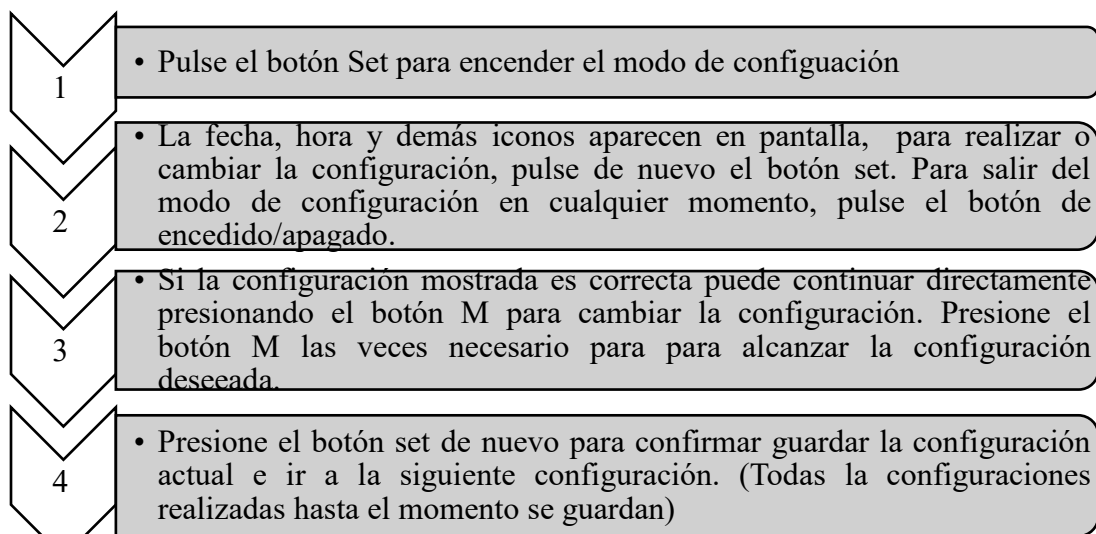 1
• Pulse el botón Set para encender el modo de configuación
2
• La fecha, hora y demás iconos aparecen en pantalla, para realizar o
cambiar la configuración, pulse de nuevo el botón set. Para salir del
modo de configuración en cualquier momento, pulse el botón de
encedido/apagado.
3
• Si la configuración mostrada es correcta puede continuar directamente
presionando el botón M para cambiar la configuración. Presione el
botón M las veces necesario para para alcanzar la configuración
deseeada.
4
• Presione el botón set de nuevo para confirmar guardar la configuración
actual e ir a la siguiente configuración. (Todas la configuraciones
realizadas hasta el momento se guardan)